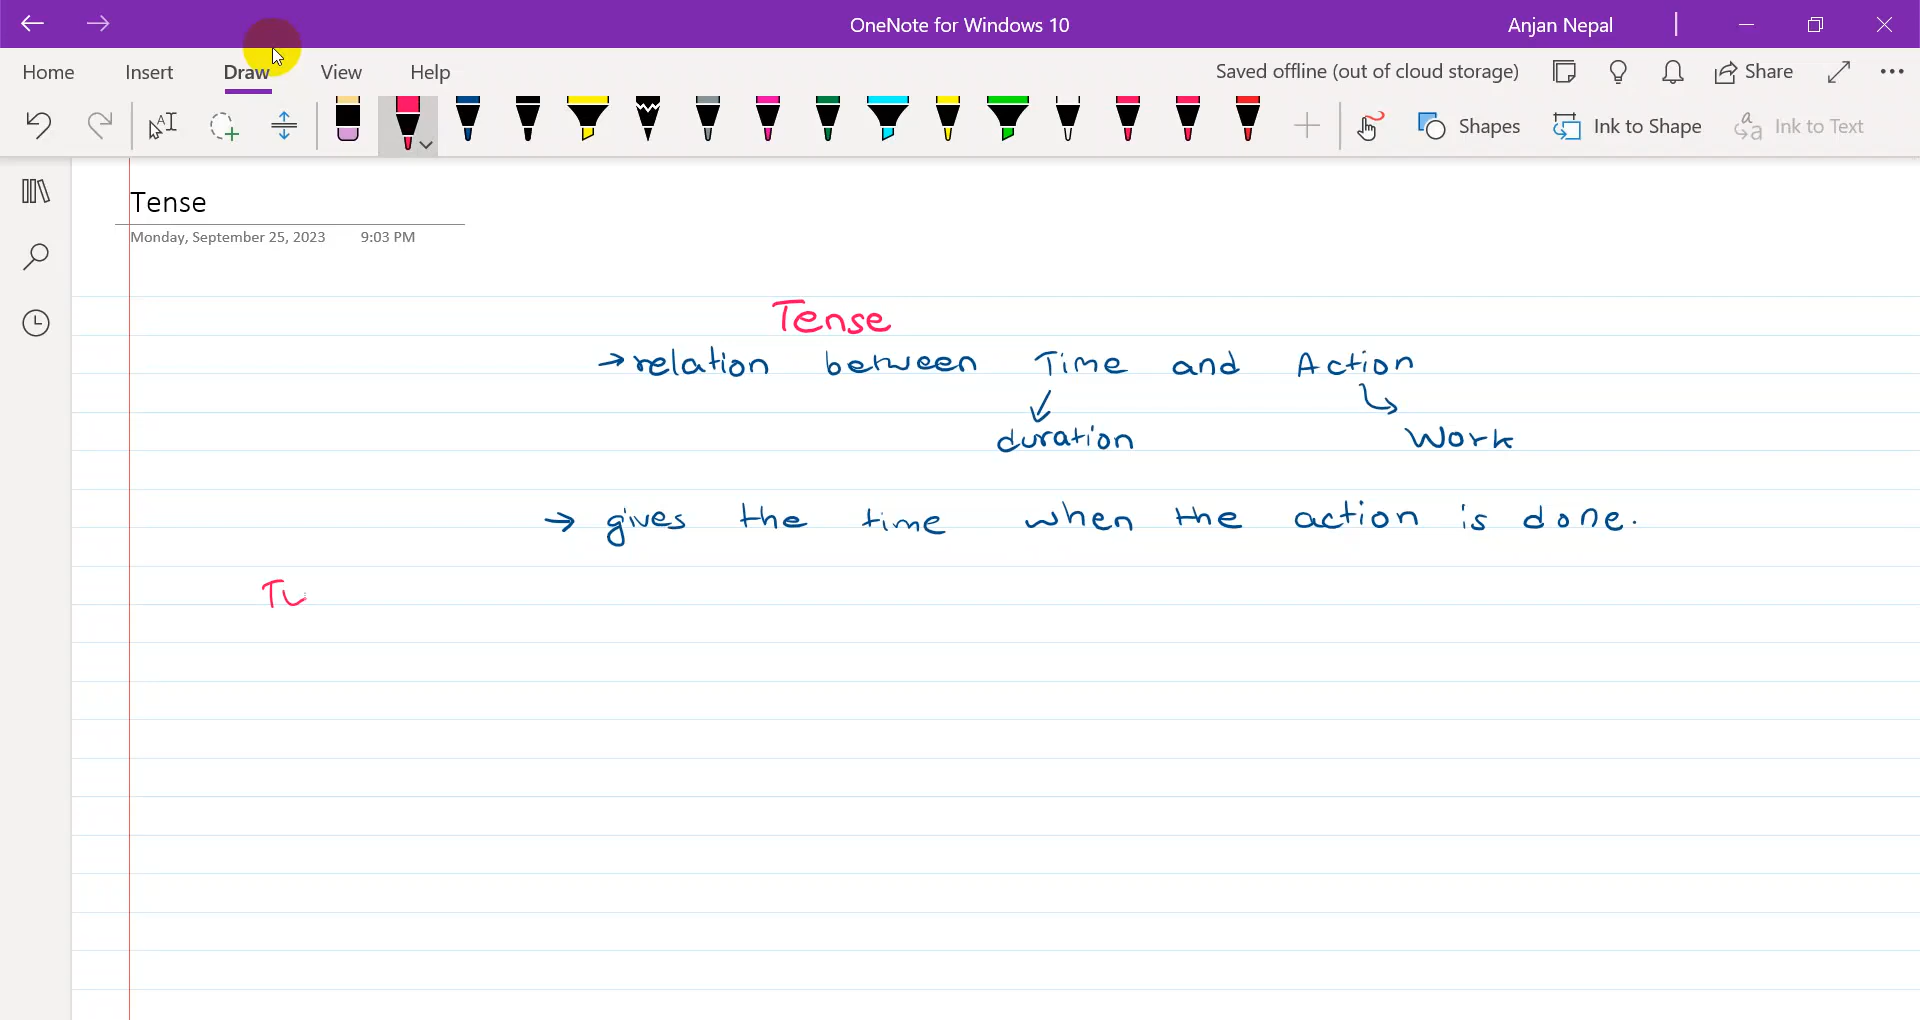 OneNote for Windows 10
Anjan Nepal
Home Insert Draw View Help
Saved offline (out of cloud storage)
Share
Shapes
Ink to Shape
Ink to Text
Tense
Monday, September 25, 2023 9:03 PM
Tense
→ relation between Time and Action
duration Work
→ gives the time when the action is done.